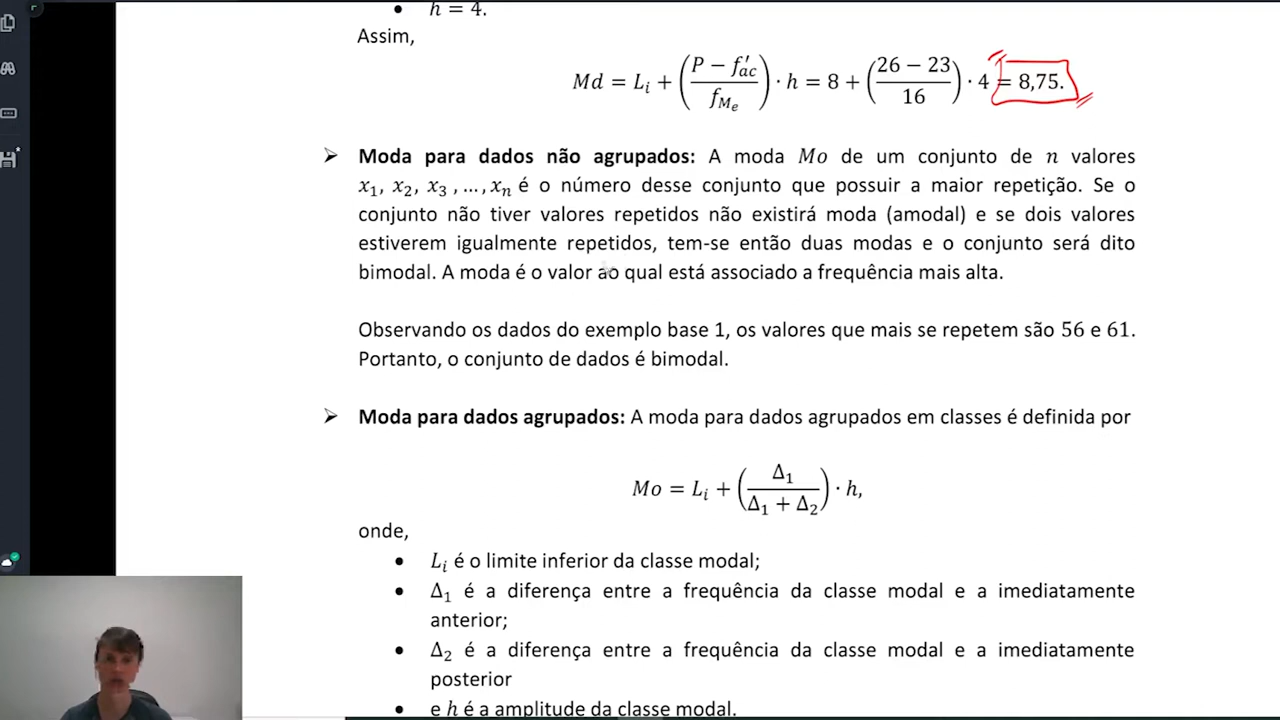 • h = 4.
Assim,
Md = L_i + ((P − f'_ac) / f_{M_e}) · h = 8 + ((26 − 23) / 16) · 4 = 8,75.
➢ Moda para dados não agrupados: A moda Mo de um conjunto de n valores
x_1, x_2, x_3 , ..., x_n é o número desse conjunto que possuir a maior repetição. Se o
conjunto não tiver valores repetidos não existirá moda (amodal) e se dois valores
estiverem igualmente repetidos, tem-se então duas modas e o conjunto será dito
bimodal. A moda é o valor ao qual está associado a frequência mais alta.
Observando os dados do exemplo base 1, os valores que mais se repetem são 56 e 61.
Portanto, o conjunto de dados é bimodal.
➢ Moda para dados agrupados: A moda para dados agrupados em classes é definida por
Mo = L_i + (Δ_1 / (Δ_1 + Δ_2)) · h,
onde,
• L_i é o limite inferior da classe modal;
• Δ_1 é a diferença entre a frequência da classe modal e a imediatamente
anterior;
• Δ_2 é a diferença entre a frequência da classe modal e a imediatamente
posterior
• e h é a amplitude da classe modal.